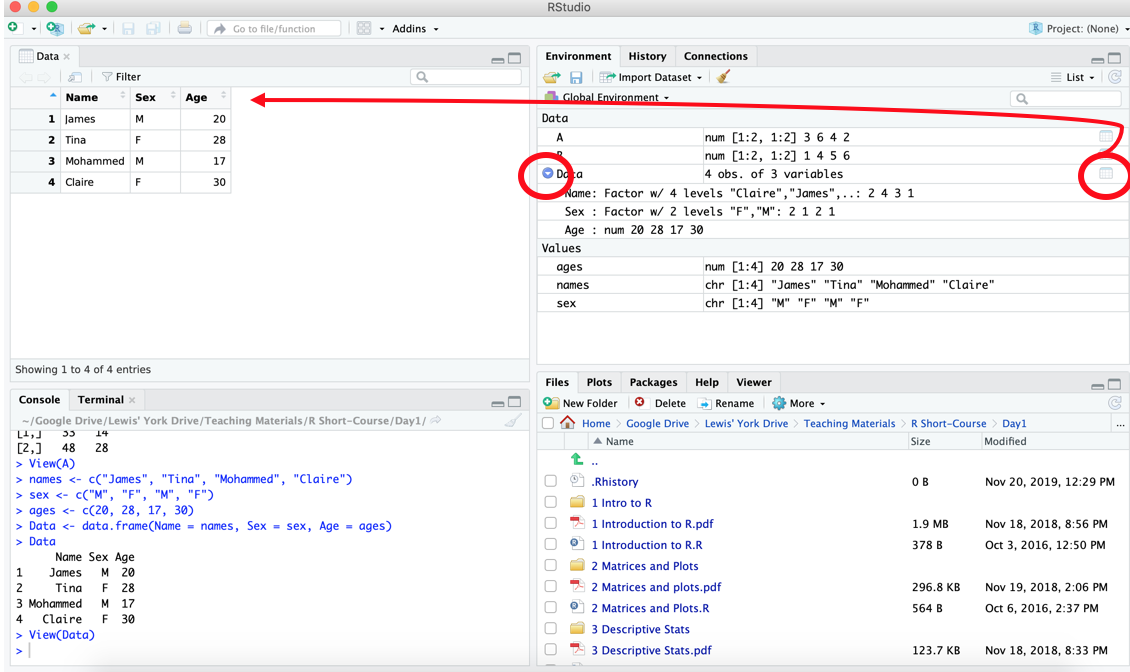 RStudio
Go to file/function
Addins
Project: (None)
Data
Filter
Name Sex Age
1 James M 20
2 Tina F 28
3 Mohammed M 17
4 Claire F 30
Showing 1 to 4 of 4 entries
Console Terminal
~/Google Drive/Lewis' York Drive/Teaching Materials/R Short-Course/Day1/
[1,] 33 14
[2,] 48 28
> View(A)
> names <- c("James", "Tina", "Mohammed", "Claire")
> sex <- c("M", "F", "M", "F")
> ages <- c(20, 28, 17, 30)
> Data <- data.frame(Name = names, Sex = sex, Age = ages)
> Data
Name Sex Age
1 James M 20
2 Tina F 28
3 Mohammed M 17
4 Claire F 30
> View(Data)
>
Environment History Connections
Import Dataset
List
Global Environment
Data
A num [1:2, 1:2] 3 6 4 2
B num [1:2, 1:2] 1 4 5 6
Data 4 obs. of 3 variables
Name: Factor w/ 4 levels "Claire","James",..: 2 4 3 1
Sex : Factor w/ 2 levels "F","M": 2 1 2 1
Age : num 20 28 17 30
Values
ages num [1:4] 20 28 17 30
names chr [1:4] "James" "Tina" "Mohammed" "Claire"
sex chr [1:4] "M" "F" "M" "F"
Files Plots Packages Help Viewer
New Folder Delete Rename More
Home Google Drive Lewis' York Drive Teaching Materials R Short-Course Day1 ...
Name Size Modified
..
.Rhistory 0 B Nov 20, 2019, 12:29 PM
1 Intro to R
1 Introduction to R.pdf 1.9 MB Nov 18, 2018, 8:56 PM
1 Introduction to R.R 378 B Oct 3, 2016, 12:50 PM
2 Matrices and Plots
2 Matrices and plots.pdf 296.8 KB Nov 19, 2018, 2:06 PM
2 Matrices and Plots.R 564 B Oct 6, 2016, 2:37 PM
3 Descriptive Stats
3 Descriptive Stats.pdf 123.7 KB Nov 18, 2018, 8:33 PM